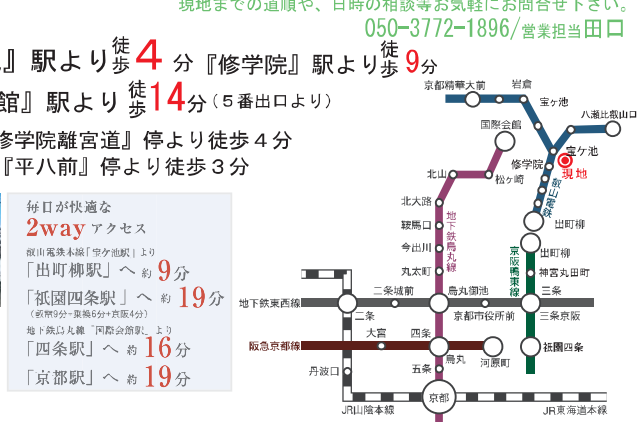 現地までの道順や、日時の相談等お気軽にお問合せ下さい。
050-3772-1896/営業担当田口
』駅より徒歩4分『修学院』駅より徒歩9分
館』駅より徒歩14分(5番出口より)
修学院離宮道』停より徒歩4分
『平八前』停より徒歩3分
毎日が快適な
2wayアクセス
叡山電鉄本線「宝ケ池駅」より
「出町柳駅」へ 約9分
「祇園四条駅」へ 約19分
(叡電9分+乗換6分+京阪4分)
地下鉄烏丸線「国際会館駅」より
「四条駅」へ 約16分
「京都駅」へ 約19分
京都精華大前
岩倉
宝ヶ池
八瀬比叡山口
国際会館
宝ケ池
修学院
現地
北山
松ヶ崎
叡山電鉄
北大路
出町柳
鞍馬口
地下鉄烏丸線
今出川
京阪鴨東線
出町柳
丸太町
神宮丸田町
二条城前
烏丸御池
三条
地下鉄東西線
二条
京都市役所前
三条京阪
大宮
四条
阪急京都線
祇園四条
烏丸
河原町
丹波口
五条
京都
JR山陰本線
JR東海道本線